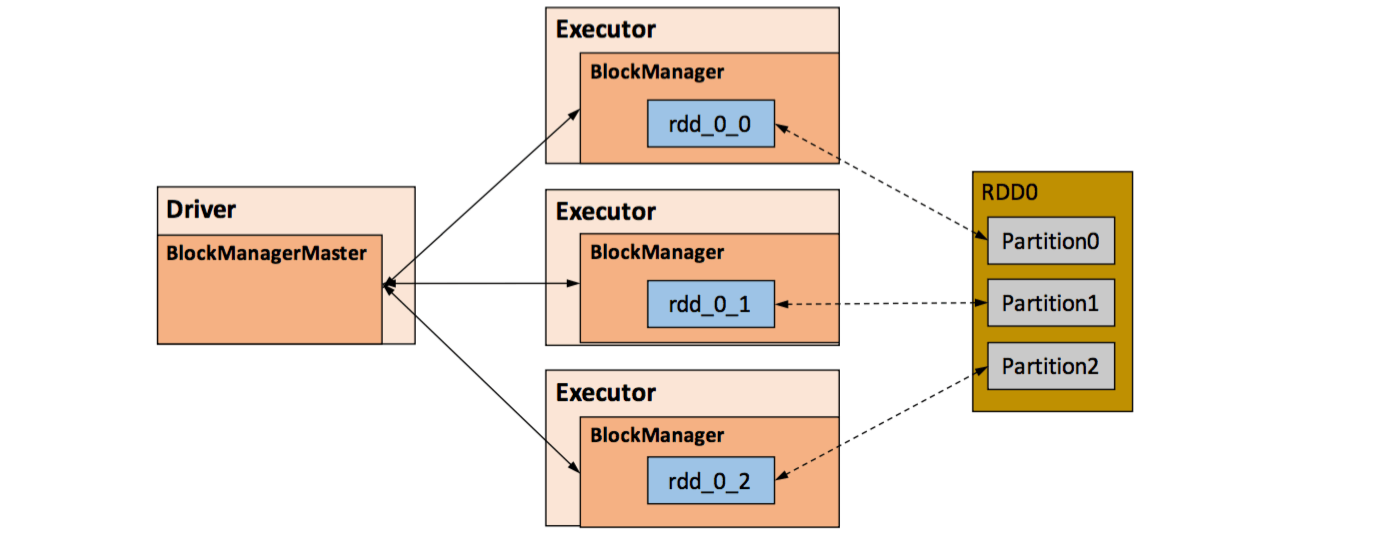 Driver
BlockManagerMaster
Executor
BlockManager
rdd_0_0
Executor
BlockManager
rdd_0_1
Executor
BlockManager
rdd_0_2
RDD0
Partition0
Partition1
Partition2